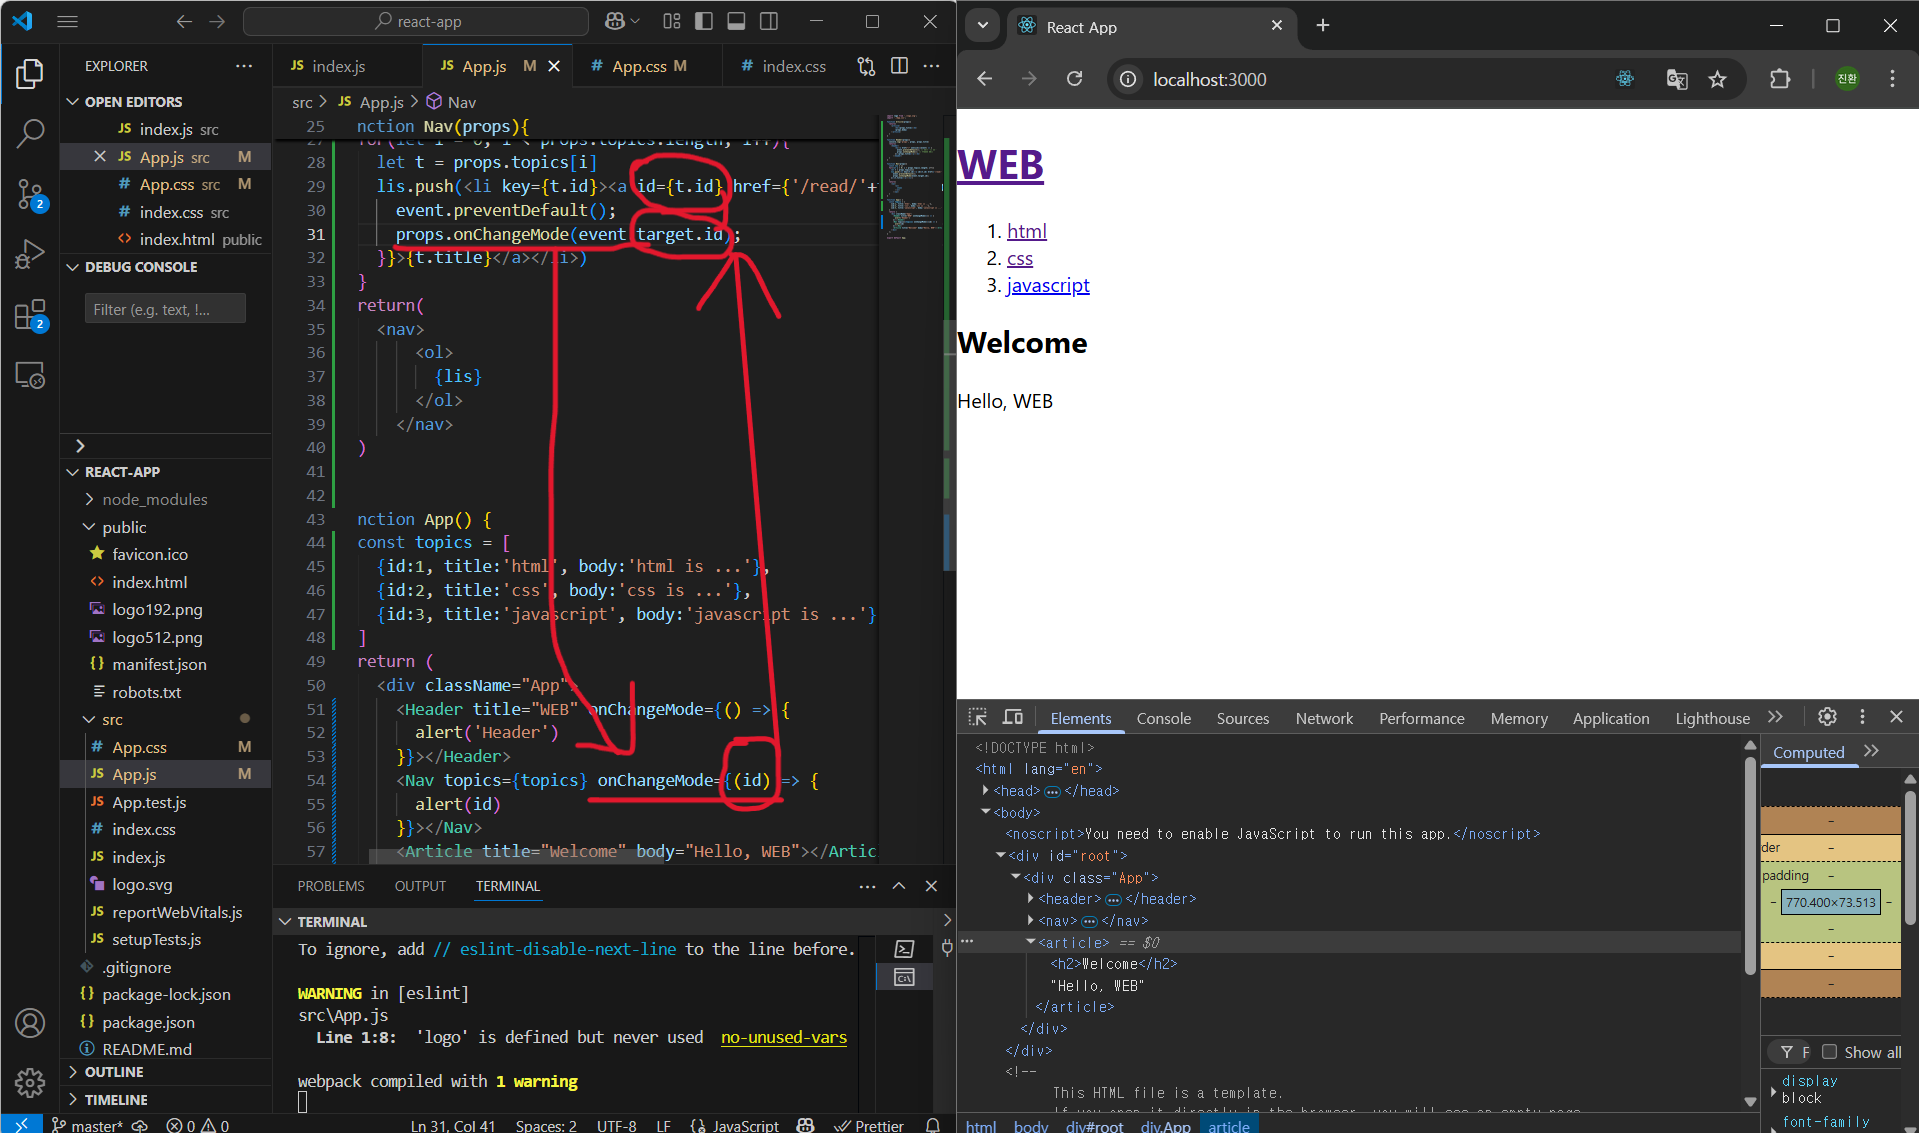 react-app
EXPLORER
OPEN EDITORS
JS index.js src
JS App.js src M
# App.css src M
# index.css src
<> index.html public
DEBUG CONSOLE
Filter (e.g. text, !...
REACT-APP
node_modules
public
favicon.ico
<> index.html
logo192.png
logo512.png
{} manifest.json
robots.txt
src
# App.css M
JS App.js M
JS App.test.js
# index.css
JS index.js
logo.svg
JS reportWebVitals.js
JS setupTests.js
.gitignore
{} package-lock.json
{} package.json
README.md
OUTLINE
TIMELINE
2
2
JS index.js
JS App.js M
# App.css M
# index.css
src > JS App.js > Nav
25 nction Nav(props){
28 let t = props.topics[i]
29 lis.push(<li key={t.id}><a id={t.id} href={'/read/'+
30 event.preventDefault();
31 props.onChangeMode(event target.id);
32 }}>{t.title}</a></li>)
33 }
34 return(
35 <nav>
36 <ol>
37 {lis}
38 </ol>
39 </nav>
40 )
41
42
43 nction App() {
44 const topics = [
45 {id:1, title:'html', body:'html is ...'},
46 {id:2, title:'css', body:'css is ...'},
47 {id:3, title:'javascript', body:'javascript is ...'}
48 ]
49 return (
50 <div className="App">
51 <Header title="WEB" onChangeMode={() => {
52 alert('Header')
53 }}></Header>
54 <Nav topics={topics} onChangeMode={(id) => {
55 alert(id)
56 }}></Nav>
57 <Article title="Welcome" body="Hello, WEB"></Artic
PROBLEMS
OUTPUT
TERMINAL
TERMINAL
To ignore, add // eslint-disable-next-line to the line before.
WARNING in [eslint]
src\App.js
Line 1:8: 'logo' is defined but never used no-unused-vars
webpack compiled with 1 warning
master*
0 0
Ln 31, Col 41
Spaces: 2
UTF-8
LF
{} JavaScript
Prettier
React App
localhost:3000
진환
WEB
1. html
2. css
3. javascript
Welcome
Hello, WEB
Elements
Console
Sources
Network
Performance
Memory
Application
Lighthouse
<!DOCTYPE html>
<html lang="en">
<head> ... </head>
<body>
<noscript>You need to enable JavaScript to run this app.</noscript>
<div id="root">
<div class="App">
<header> ... </header>
<nav> ... </nav>
<article> == $0
<h2>Welcome</h2>
"Hello, WEB"
</article>
</div>
</div>
<!--
This HTML file is a template.
html body div#root div.App article
Computed
-
der -
padding -
- 770.400×73.513 -
-
-
-
F
Show all
display
block
font-family